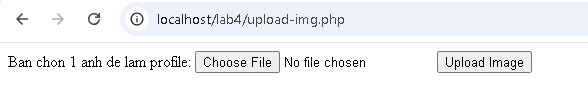 localhost/lab4/upload-img.php
Ban chon 1 anh de lam profile: Choose File No file chosen Upload Image